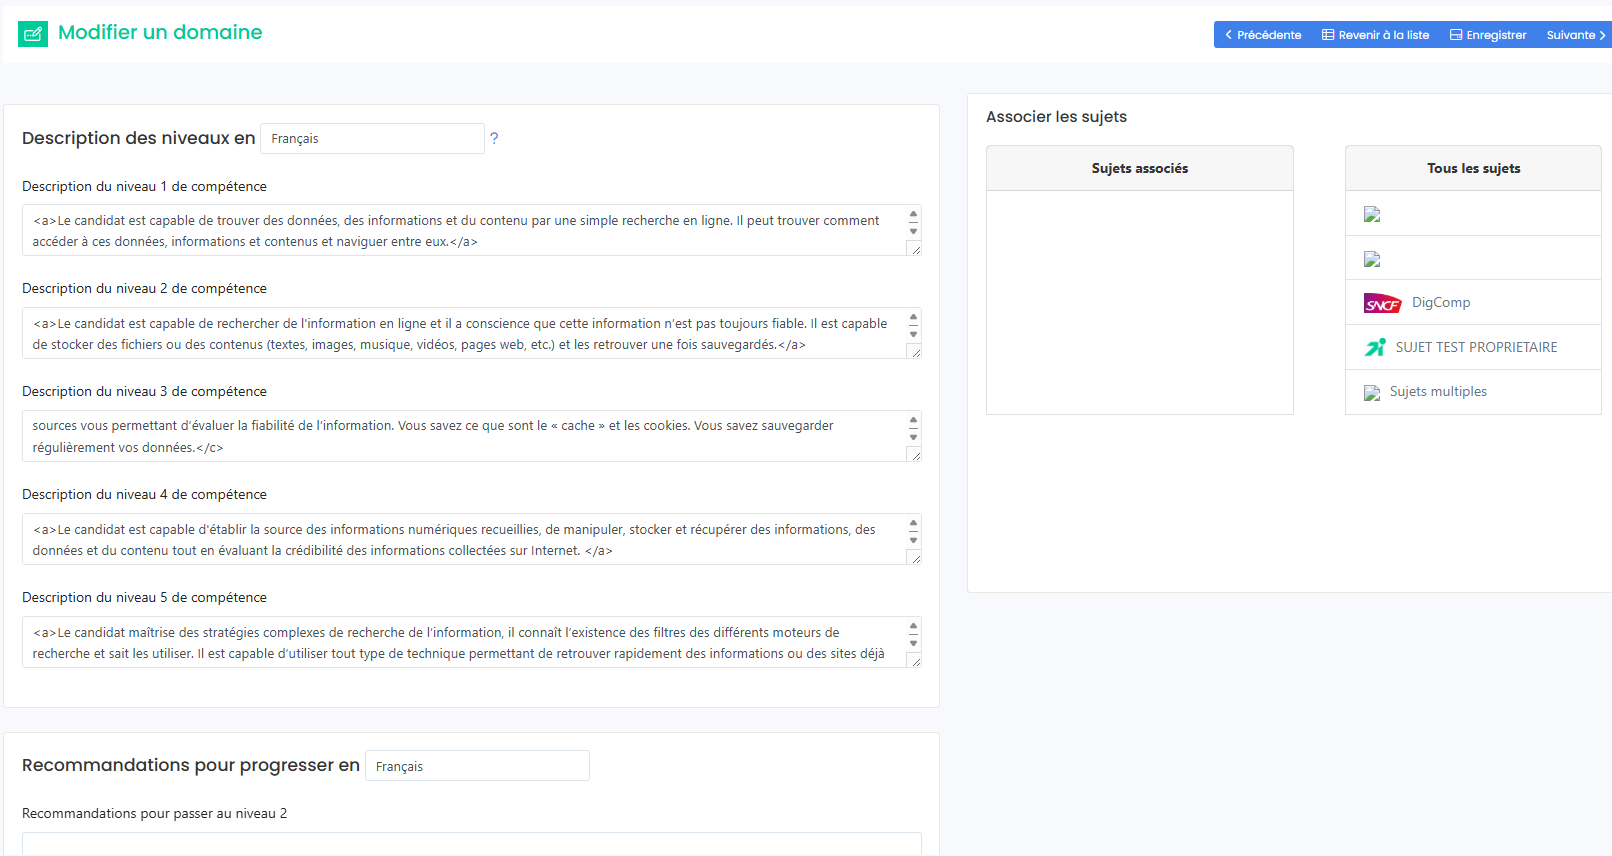 Modifier un domaine
Précédente
Revenir à la liste
Enregistrer
Suivante
Description des niveaux en
Français
?
Description du niveau 1 de compétence
<a>Le candidat est capable de trouver des données, des informations et du contenu par une simple recherche en ligne. Il peut trouver comment
accéder à ces données, informations et contenus et naviguer entre eux.</a>
Description du niveau 2 de compétence
<a>Le candidat est capable de rechercher de l'information en ligne et il a conscience que cette information n’est pas toujours fiable. Il est capable
de stocker des fichiers ou des contenus (textes, images, musique, vidéos, pages web, etc.) et les retrouver une fois sauvegardés.</a>
Description du niveau 3 de compétence
sources vous permettant d’évaluer la fiabilité de l’information. Vous savez ce que sont le « cache » et les cookies. Vous savez sauvegarder
régulièrement vos données.</c>
Description du niveau 4 de compétence
<a>Le candidat est capable d'établir la source des informations numériques recueillies, de manipuler, stocker et récupérer des informations, des
données et du contenu tout en évaluant la crédibilité des informations collectées sur Internet. </a>
Description du niveau 5 de compétence
<a>Le candidat maîtrise des stratégies complexes de recherche de l’information, il connaît l’existence des filtres des différents moteurs de
recherche et sait les utiliser. Il est capable d’utiliser tout type de technique permettant de retrouver rapidement des informations ou des sites déjà
Recommandations pour progresser en
Français
Recommandations pour passer au niveau 2
Associer les sujets
Sujets associés
Tous les sujets
SNCF DigComp
SUJET TEST PROPRIETAIRE
Sujets multiples